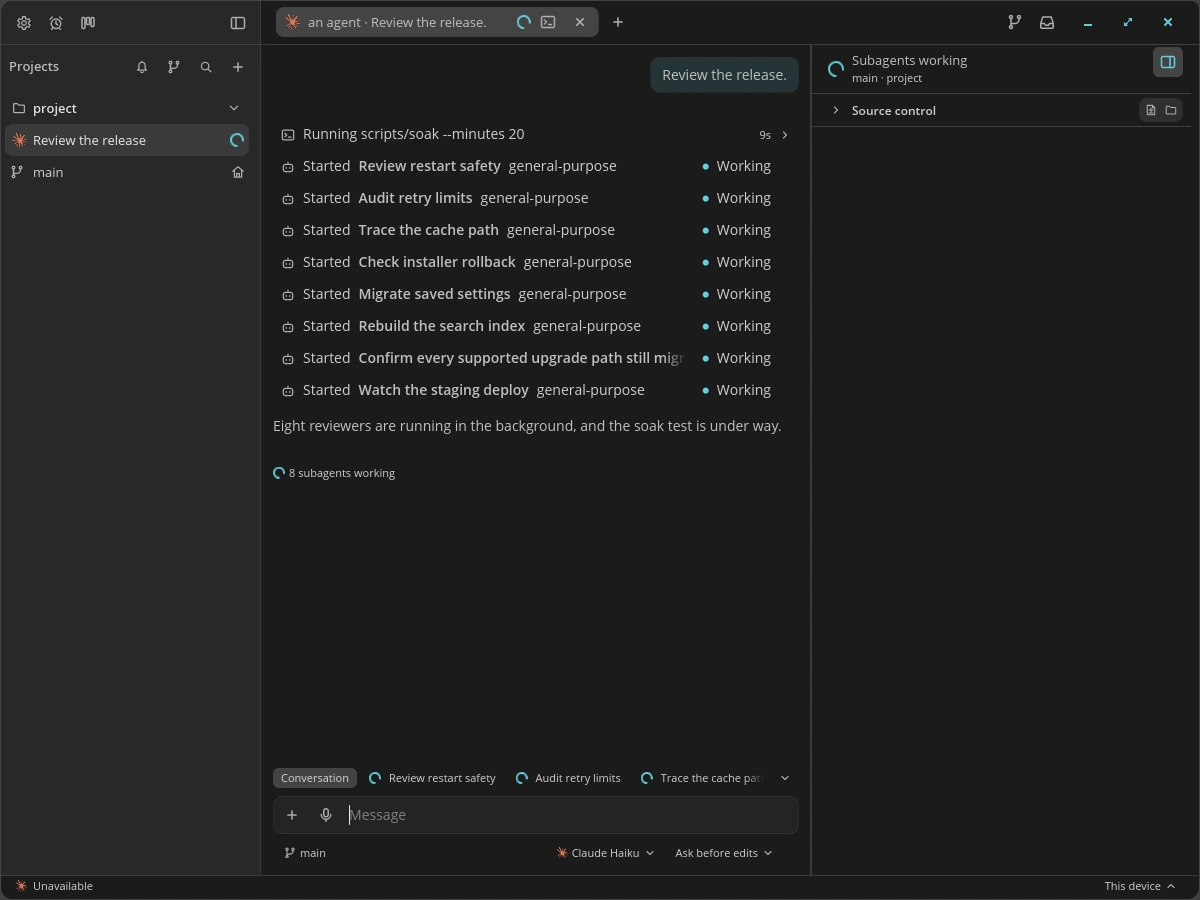 an agent · Review the release.
Projects
project
Review the release
main
Review the release.
Running scripts/soak --minutes 20 9s
Started Review restart safety general-purpose Working
Started Audit retry limits general-purpose Working
Started Trace the cache path general-purpose Working
Started Check installer rollback general-purpose Working
Started Migrate saved settings general-purpose Working
Started Rebuild the search index general-purpose Working
Started Confirm every supported upgrade path still migr Working
Started Watch the staging deploy general-purpose Working
Eight reviewers are running in the background, and the soak test is under way.
8 subagents working
Conversation Review restart safety Audit retry limits Trace the cache pat
Message
main Claude Haiku Ask before edits
Subagents working
main · project
Source control
Unavailable This device